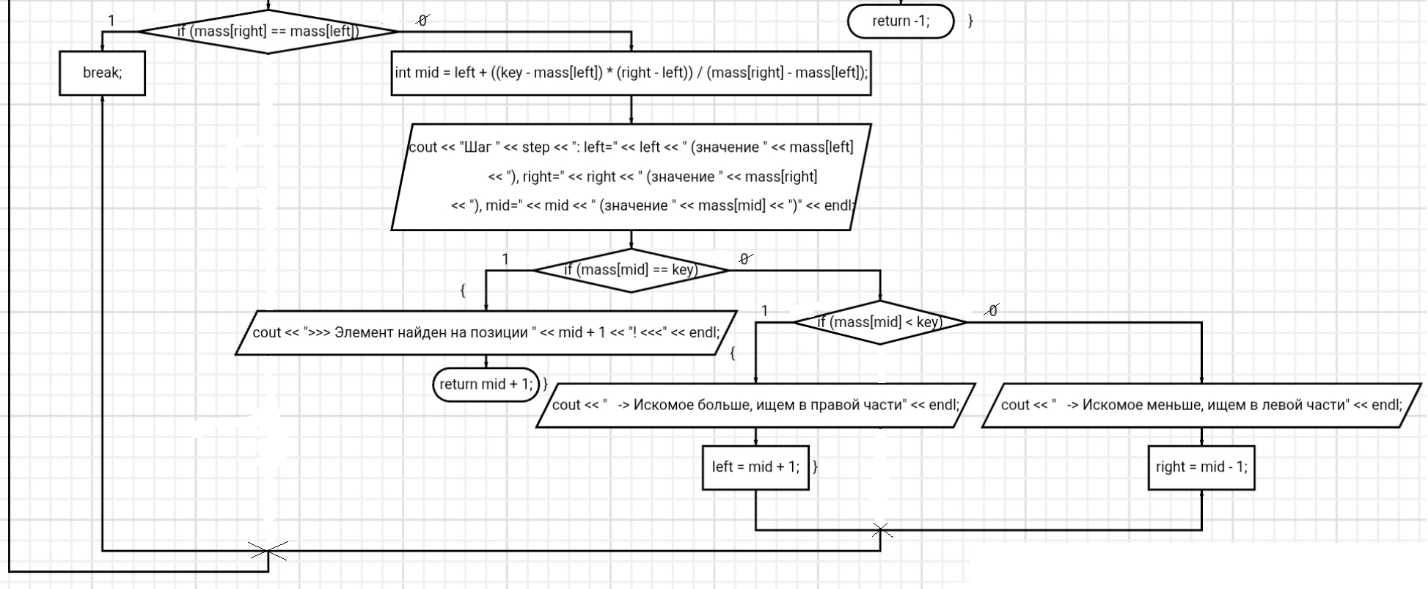 return -1;
}
1
0
if (mass[right] == mass[left])
break;
int mid = left + ((key - mass[left]) * (right - left)) / (mass[right] - mass[left]);
cout << "Шаг " << step << ": left=" << left << " (значение " << mass[left]
<< "), right=" << right << " (значение " << mass[right]
<< "), mid=" << mid << " (значение " << mass[mid] << ")" << endl;
1
0
if (mass[mid] == key)
{
1
0
if (mass[mid] < key)
cout << ">>> Элемент найден на позиции " << mid + 1 << "! <<<" << endl;
{
return mid + 1;
}
cout << "   -> Искомое больше, ищем в правой части" << endl;
cout << "   -> Искомое меньше, ищем в левой части" << endl;
left = mid + 1;
}
right = mid - 1;